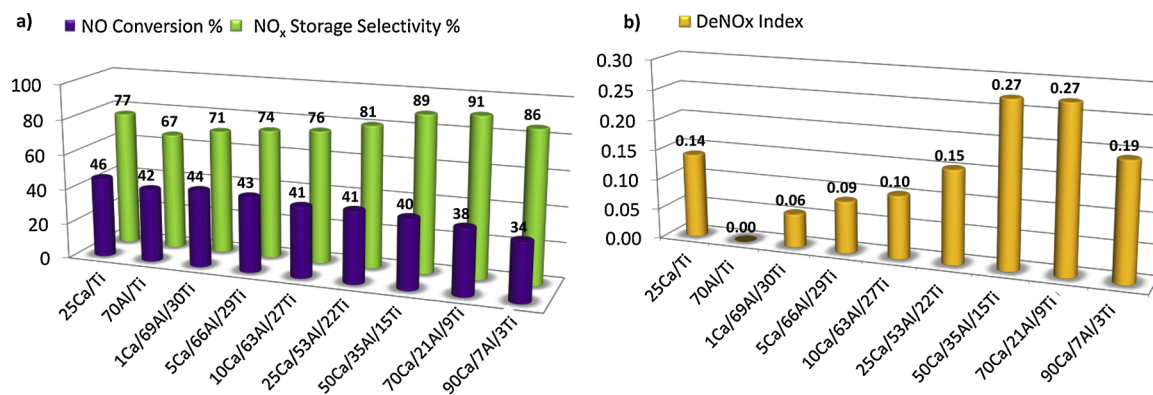 a)
NO Conversion % NOx Storage Selectivity %
100
80
60
40
20
0
77 67 71 74 76 81 89 91 86
46 42 44 43 41 41 40 38 34
25Ca/Ti
70Al/Ti
1Ca/69Al/30Ti
5Ca/66Al/29Ti
10Ca/63Al/27Ti
25Ca/53Al/22Ti
50Ca/35Al/15Ti
70Ca/21Al/9Ti
90Ca/7Al/3Ti
b)
DeNOx Index
0.30
0.25
0.20
0.15
0.10
0.05
0.00
0.14 0.00 0.06 0.09 0.10 0.15 0.27 0.27 0.19
25Ca/Ti
70Al/Ti
1Ca/69Al/30Ti
5Ca/66Al/29Ti
10Ca/63Al/27Ti
25Ca/53Al/22Ti
50Ca/35Al/15Ti
70Ca/21Al/9Ti
90Ca/7Al/3Ti